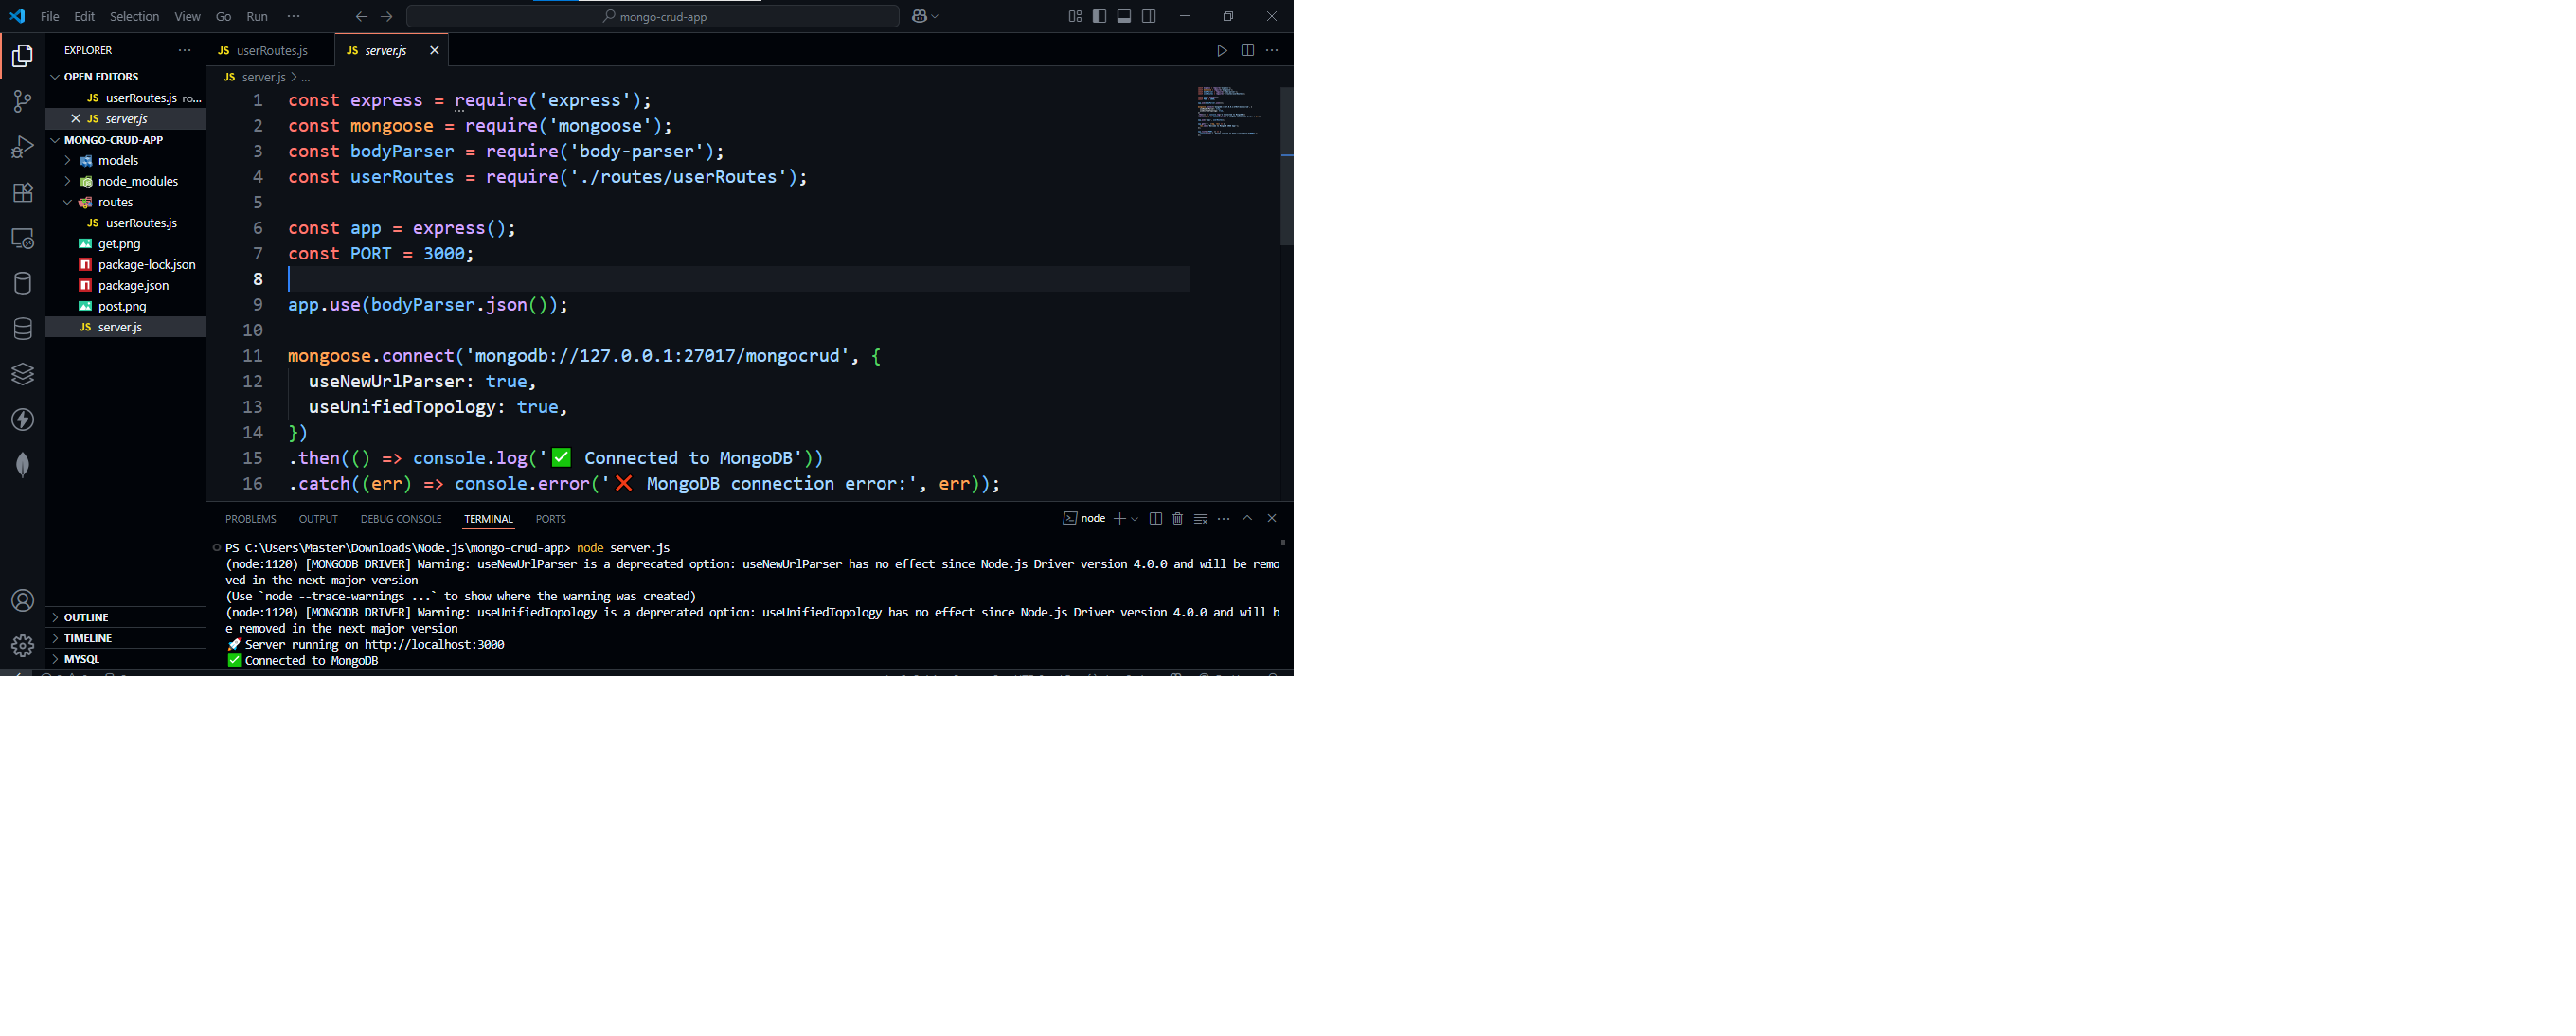 File Edit Selection View Go Run ··· mongo-crud-app
EXPLORER ···
OPEN EDITORS
JS userRoutes.js ro...
JS server.js
MONGO-CRUD-APP
models
node_modules
routes
JS userRoutes.js
get.png
package-lock.json
package.json
post.png
JS server.js
OUTLINE
TIMELINE
MYSQL
JS userRoutes.js JS server.js
JS server.js > ...
1 const express = require('express');
2 const mongoose = require('mongoose');
3 const bodyParser = require('body-parser');
4 const userRoutes = require('./routes/userRoutes');
5
6 const app = express();
7 const PORT = 3000;
8
9 app.use(bodyParser.json());
10
11 mongoose.connect('mongodb://127.0.0.1:27017/mongocrud', {
12 useNewUrlParser: true,
13 useUnifiedTopology: true,
14 })
15 .then(() => console.log('✅ Connected to MongoDB'))
16 .catch((err) => console.error('❌ MongoDB connection error:', err));
PROBLEMS OUTPUT DEBUG CONSOLE TERMINAL PORTS node
PS C:\Users\Master\Downloads\Node.js\mongo-crud-app> node server.js
(node:1120) [MONGODB DRIVER] Warning: useNewUrlParser is a deprecated option: useNewUrlParser has no effect since Node.js Driver version 4.0.0 and will be remo
ved in the next major version
(Use `node --trace-warnings ...` to show where the warning was created)
(node:1120) [MONGODB DRIVER] Warning: useUnifiedTopology is a deprecated option: useUnifiedTopology has no effect since Node.js Driver version 4.0.0 and will b
e removed in the next major version
🚀 Server running on http://localhost:3000
✅ Connected to MongoDB